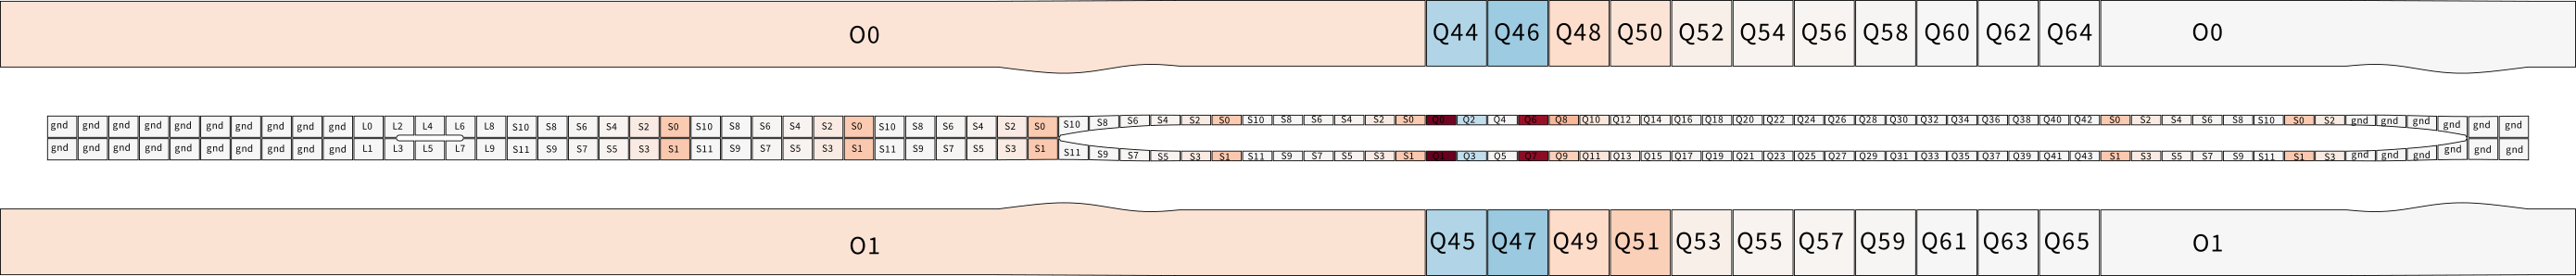 O0 Q44 Q46 Q48 Q50 Q52 Q54 Q56 Q58 Q60 Q62 Q64 O0
gnd gnd gnd gnd gnd gnd gnd gnd gnd gnd L0 L2 L4 L6 L8 S10 S8 S6 S4 S2 S0 S10 S8 S6 S4 S2 S0 S10 S8 S6 S4 S2 S0 S10 S8 S6 S4 S2 S0 S10 S8 S6 S4 S2 S0 Q0 Q2 Q4 Q6 Q8 Q10 Q12 Q14 Q16 Q18 Q20 Q22 Q24 Q26 Q28 Q30 Q32 Q34 Q36 Q38 Q40 Q42 S0 S2 S4 S6 S8 S10 S0 S2 gnd gnd gnd gnd gnd gnd
gnd gnd gnd gnd gnd gnd gnd gnd gnd gnd L1 L3 L5 L7 L9 S11 S9 S7 S5 S3 S1 S11 S9 S7 S5 S3 S1 S11 S9 S7 S5 S3 S1 S11 S9 S7 S5 S3 S1 S11 S9 S7 S5 S3 S1 Q1 Q3 Q5 Q7 Q9 Q11 Q13 Q15 Q17 Q19 Q21 Q23 Q25 Q27 Q29 Q31 Q33 Q35 Q37 Q39 Q41 Q43 S1 S3 S5 S7 S9 S11 S1 S3 gnd gnd gnd gnd gnd gnd
O1 Q45 Q47 Q49 Q51 Q53 Q55 Q57 Q59 Q61 Q63 Q65 O1